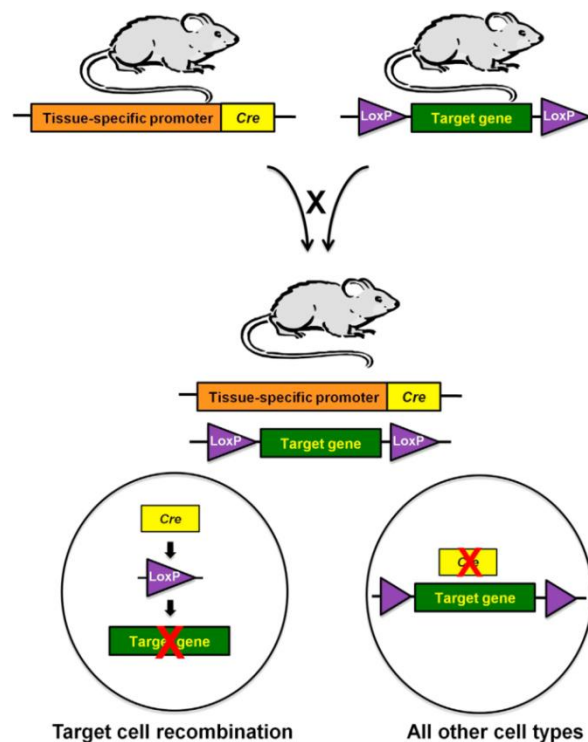 Tissue-specific promoter Cre
LoxP Target gene LoxP
X
Tissue-specific promoter Cre
LoxP Target gene LoxP
Cre
LoxP
Target gene
Cre
Target gene
Target cell recombination
All other cell types